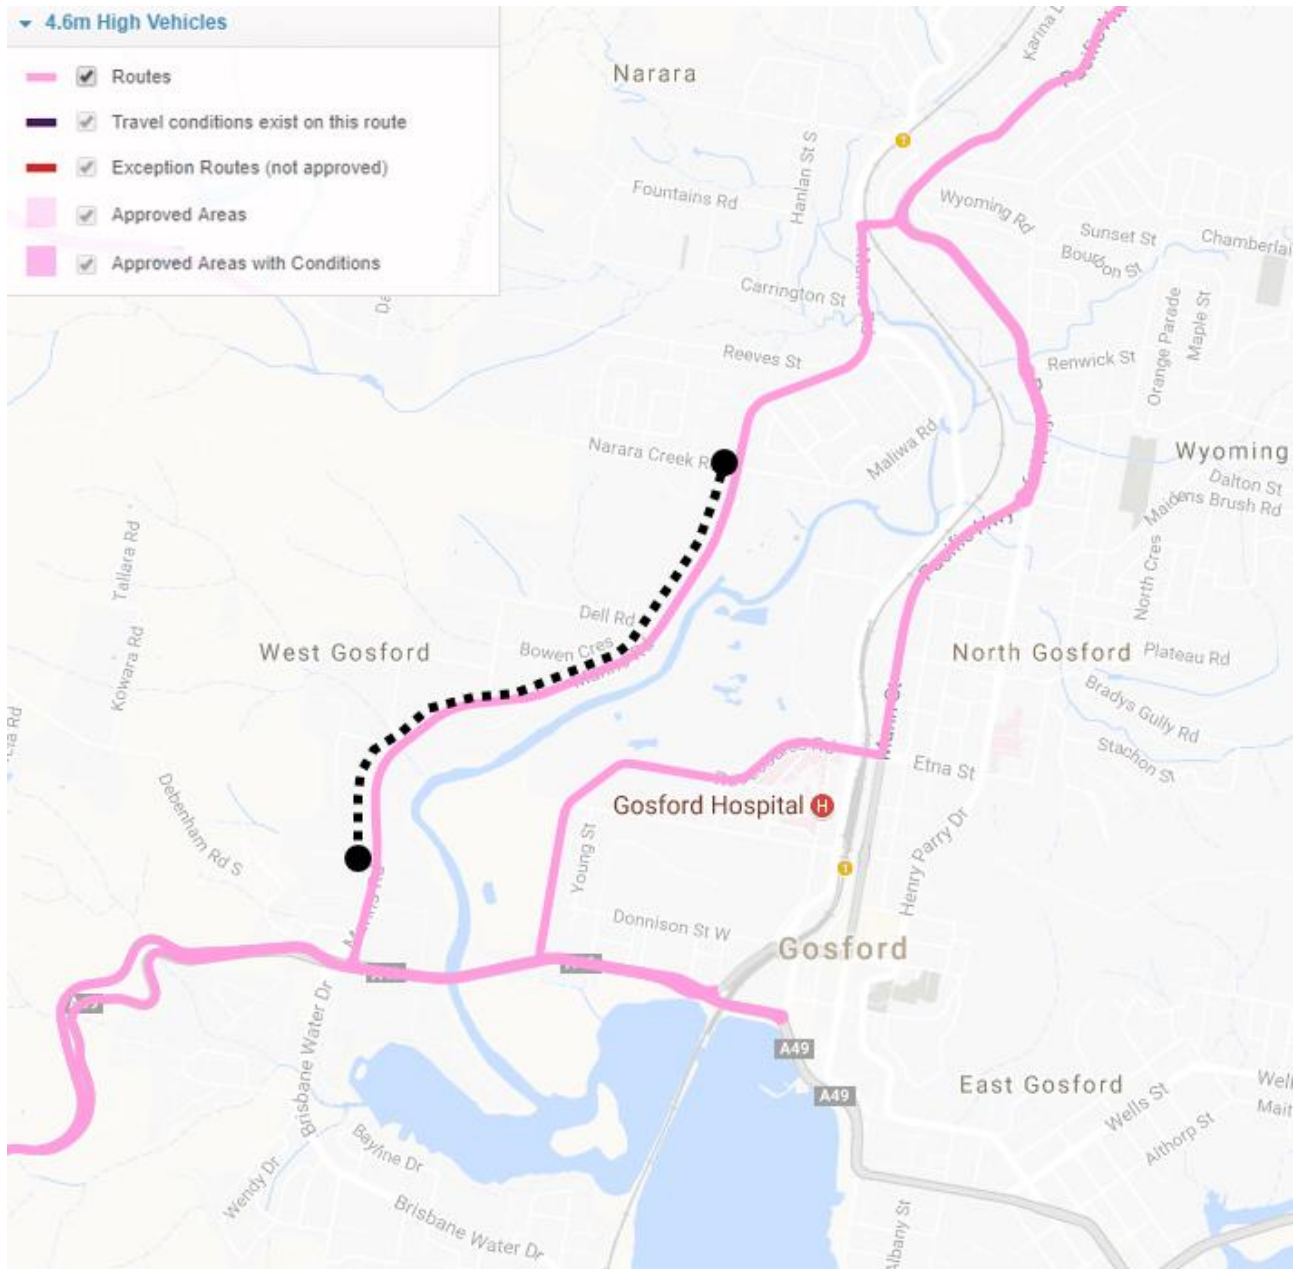 4.6m High Vehicles
Routes
Travel conditions exist on this route
Exception Routes (not approved)
Approved Areas
Approved Areas with Conditions
Narara
Fountains Rd
Hanlan St S
Wyoming Rd
Sunset St
Bourbon St
Carrington St
Reeves St
Renwick St
Orange Parade
Maple St
Narara Creek
Maliwa Rd
Wyoming
Dalton St
Maidens Brush Rd
Pacific Hwy
Tallara Rd
Kowara Rd
North Cres
Dell Rd
Bowen Cres
West Gosford
North Gosford
Plateau Rd
Bradys Gully Rd
Stachon St
Etna St
Gosford Hospital
H
Henry Parry Dr
Young St
Debenham Rd S
Donnison St W
Gosford
Brisbane Water Dr
A49
A49
East Gosford
Wells St
Althorp St
Bayline Dr
Wendy Dr
Brisbane Water Dr
Albany St